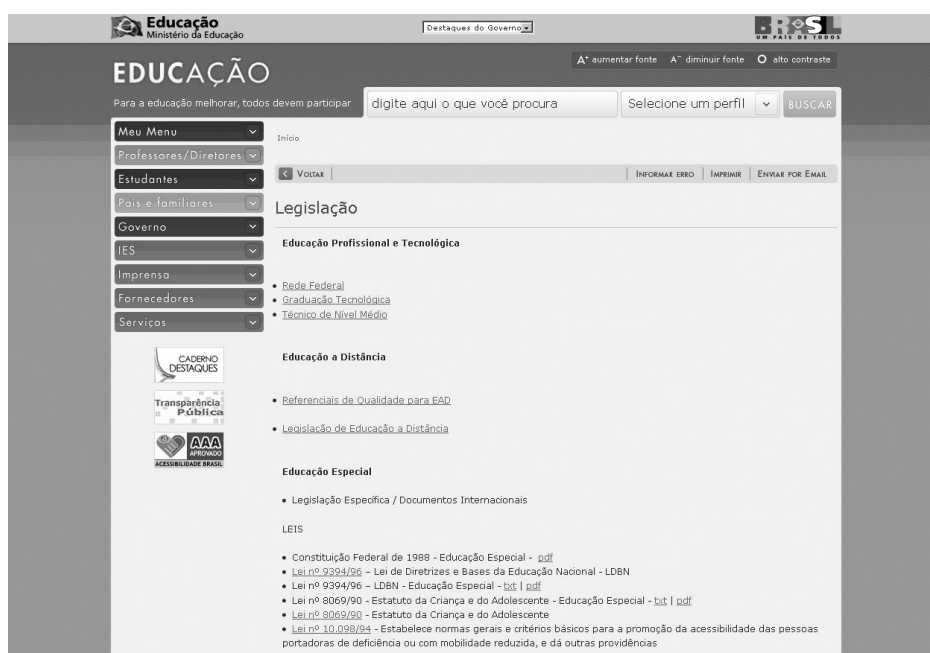 Educação
Ministério da Educação
Destaques do Governo
BRASIL
UM PAÍS DE TODOS
A+ aumentar fonte A- diminuir fonte alto contraste
EDUCAÇÃO
Para a educação melhorar, todos devem participar
digite aqui o que você procura
Selecione um perfil
BUSCAR
Meu Menu
Professores/Diretores
Estudantes
Pais e familiares
Governo
IES
Imprensa
Fornecedores
Serviços
CADERNO
DESTAQUES
Transparência
Pública
AAA
APROVADO
ACESSIBILIDADE BRASIL
Início
VOLTAR
INFORMAR ERRO | IMPRIMIR | ENVIAR POR EMAIL
Legislação
Educação Profissional e Tecnológica
• Rede Federal
• Graduação Tecnológica
• Técnico de Nível Médio
Educação a Distância
• Referenciais de Qualidade para EAD
• Legislação de Educação a Distância
Educação Especial
• Legislação Específica / Documentos Internacionais
LEIS
• Constituição Federal de 1988 - Educação Especial - pdf
• Lei nº 9394/96 – Lei de Diretrizes e Bases da Educação Nacional - LDBN
• Lei nº 9394/96 – LDBN - Educação Especial - txt | pdf
• Lei nº 8069/90 - Estatuto da Criança e do Adolescente - Educação Especial - txt | pdf
• Lei nº 8069/90 - Estatuto da Criança e do Adolescente
• Lei nº 10.098/94 - Estabelece normas gerais e critérios básicos para a promoção da acessibilidade das pessoas
portadoras de deficiência ou com mobilidade reduzida, e dá outras providências